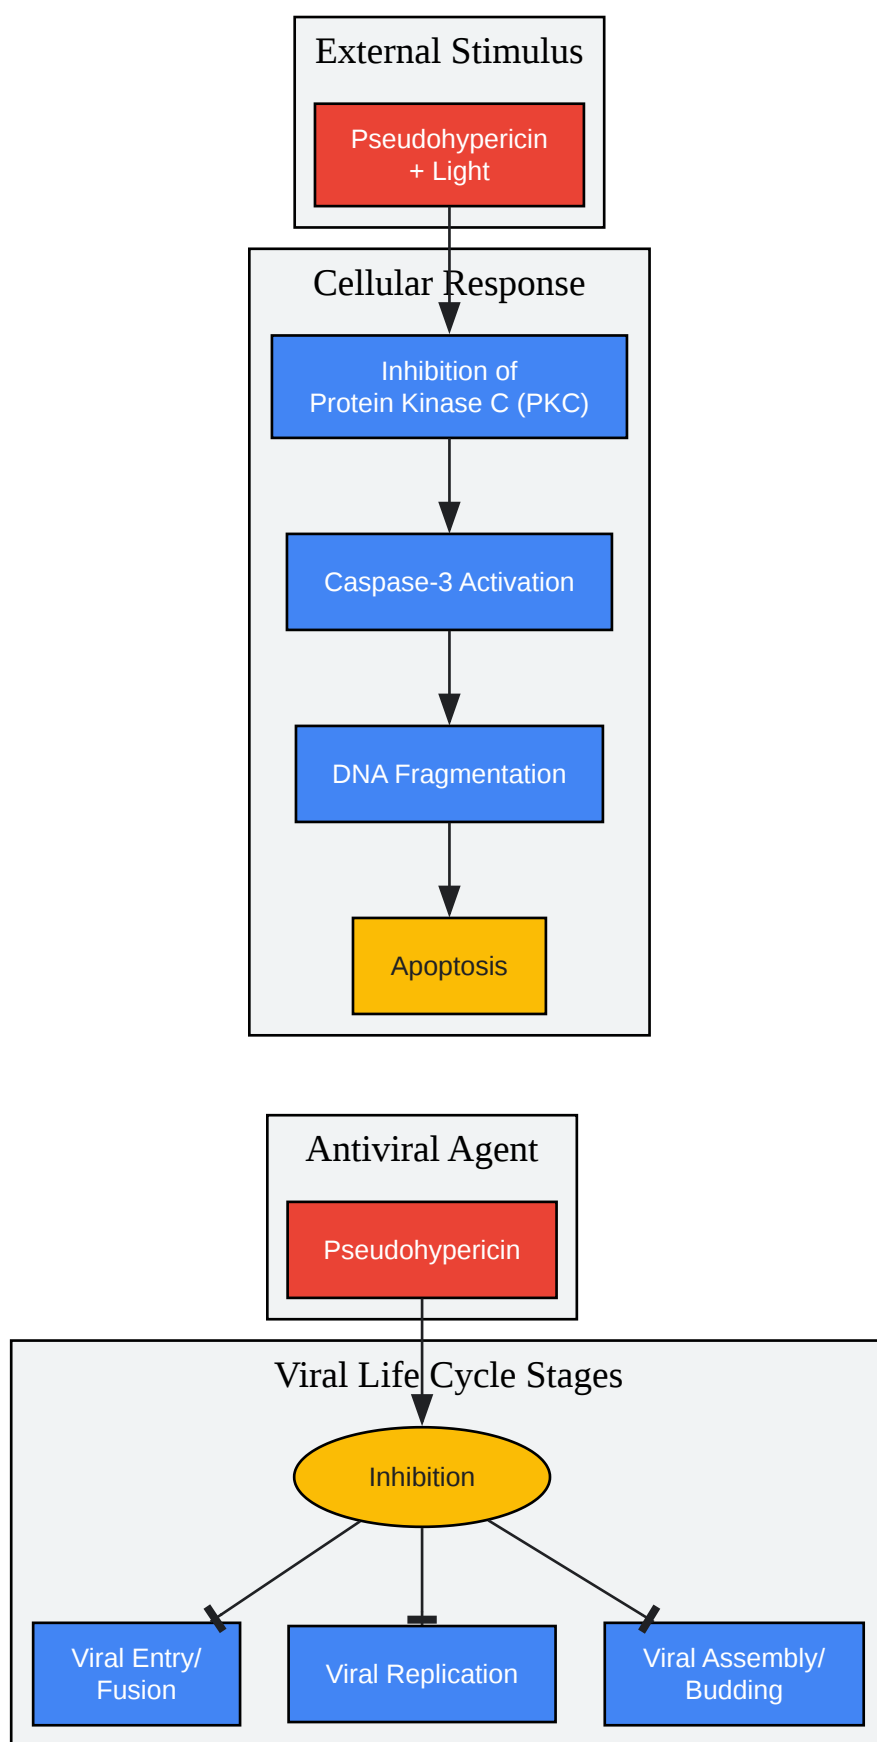 External Stimulus
Pseudohypericin
+ Light
Cellular Response
Inhibition of
Protein Kinase C (PKC)
Caspase-3 Activation
DNA Fragmentation
Apoptosis
Antiviral Agent
Pseudohypericin
Viral Life Cycle Stages
Inhibition
Viral Entry/
Fusion
Viral Replication
Viral Assembly/
Budding